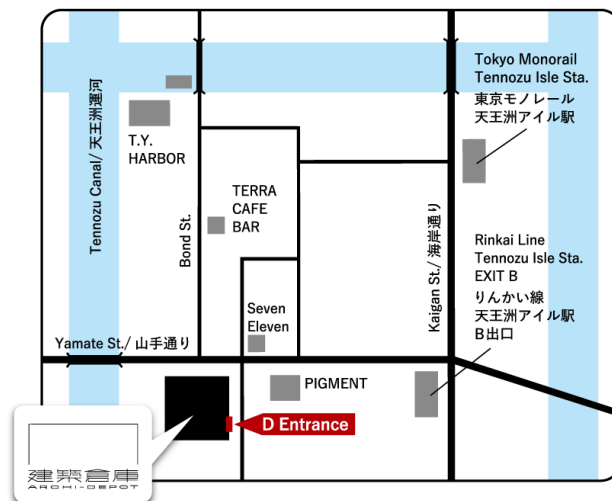 Tokyo Monorail
Tennozu Isle Sta.
東京モノレール
天王洲アイル駅
Tennozu Canal/ 天王洲運河
T.Y.
HARBOR
Bond St.
TERRA
CAFE
BAR
Kaigan St./ 海岸通り
Rinkai Line
Tennozu Isle Sta.
EXIT B
りんかい線
天王洲アイル駅
B出口
Seven
Eleven
Yamate St./ 山手通り
PIGMENT
D Entrance
建築倉庫
ARCHI-DEPOT